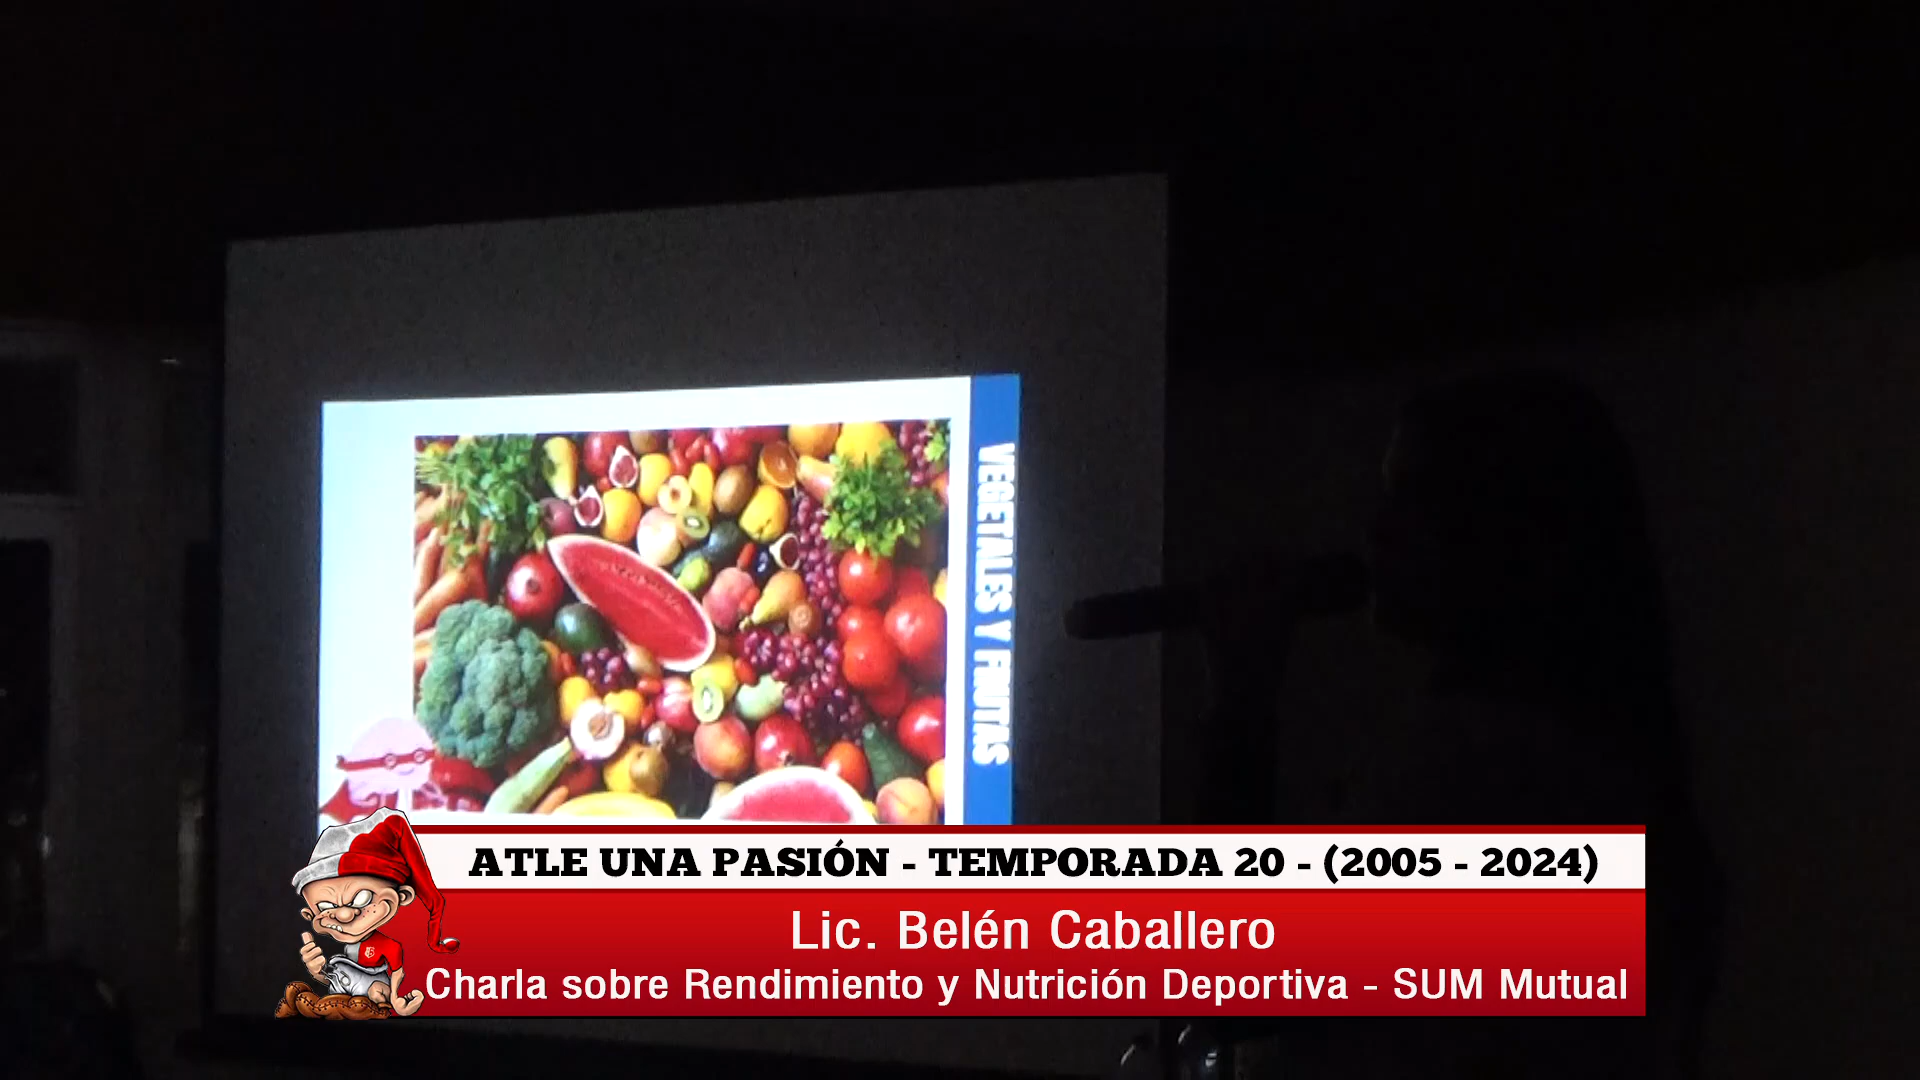 VEGETALES Y FRUTAS
ATLE UNA PASIÓN - TEMPORADA 20 - (2005 - 2024)
Lic. Belén Caballero
Charla sobre Rendimiento y Nutrición Deportiva - SUM Mutual